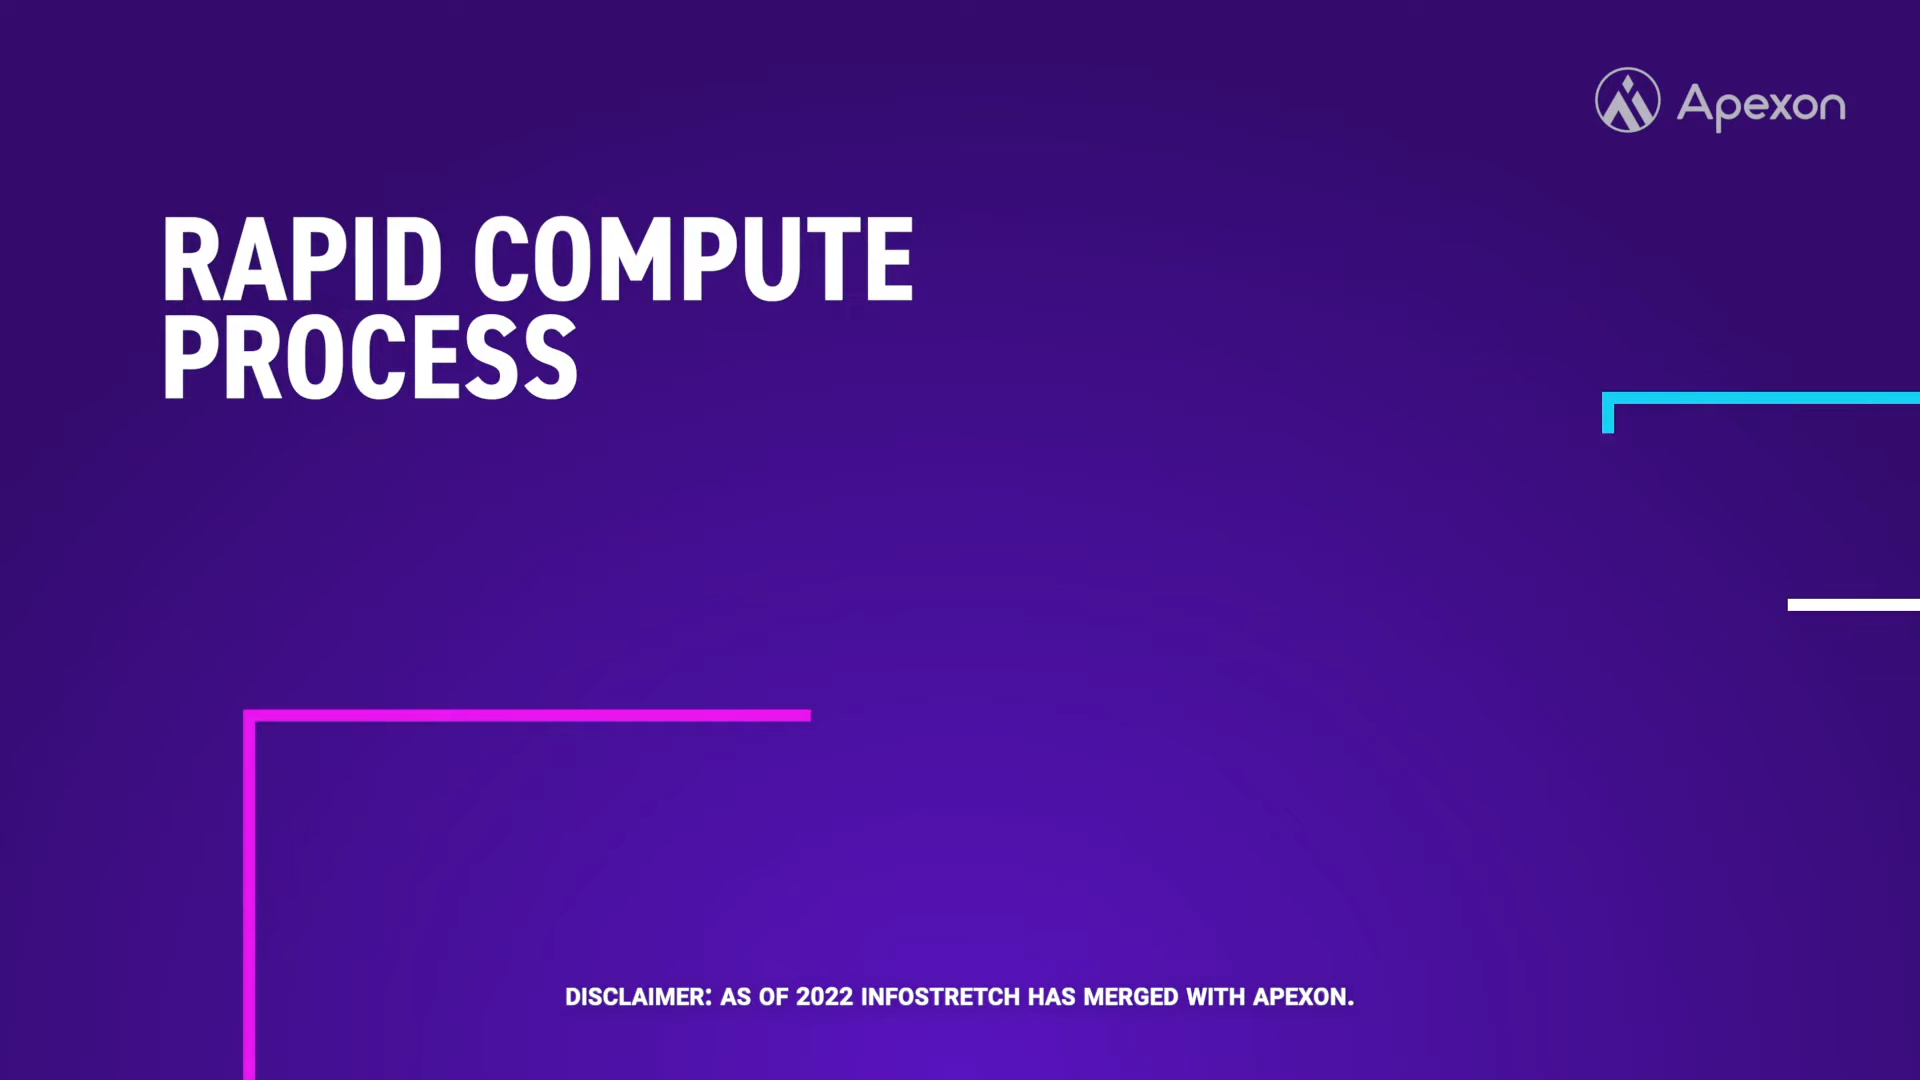 Apexon
RAPID COMPUTE
PROCESS
DISCLAIMER: AS OF 2022 INFOSTRETCH HAS MERGED WITH APEXON.